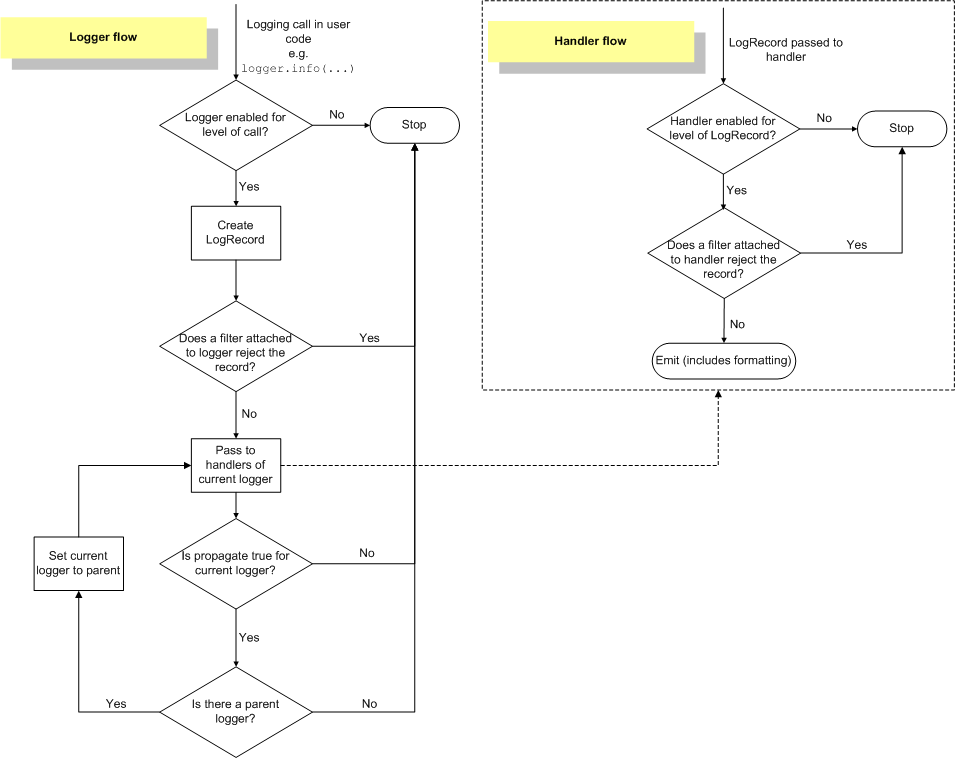 Logger flow
Logging call in user
code
e.g.
logger.info(...)
Logger enabled for
level of call?
No
Stop
Yes
Create
LogRecord
Does a filter attached
to logger reject the
record?
Yes
No
Pass to
handlers of
current logger
Is propagate true for
current logger?
No
Set current
logger to parent
Yes
Is there a parent
logger?
Yes
No
Handler flow
LogRecord passed to
handler
Handler enabled for
level of LogRecord?
No
Stop
Yes
Does a filter attached
to handler reject the
record?
Yes
No
Emit (includes formatting)